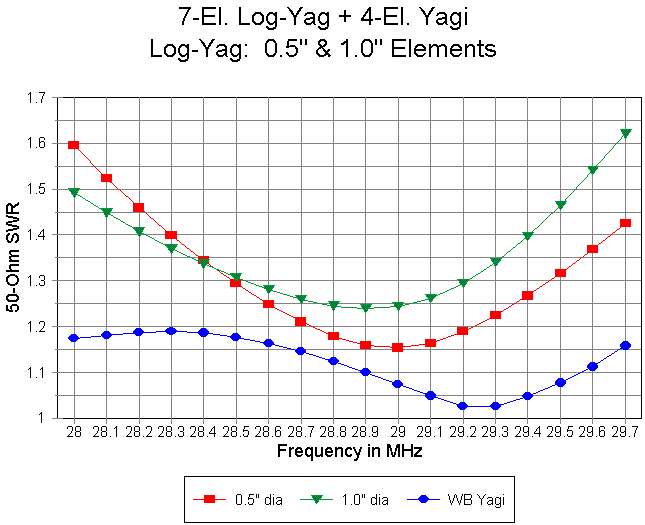 7-El. Log-Yag + 4-El. Yagi
Log-Yag:  0.5" & 1.0" Elements
1.7
1.6
1.5
1.4
1.3
1.2
1.1
1
50-Ohm SWR
28 28.1 28.2 28.3 28.4 28.5 28.6 28.7 28.8 28.9 29 29.1 29.2 29.3 29.4 29.5 29.6 29.7
Frequency in MHz
0.5" dia 1.0" dia WB Yagi